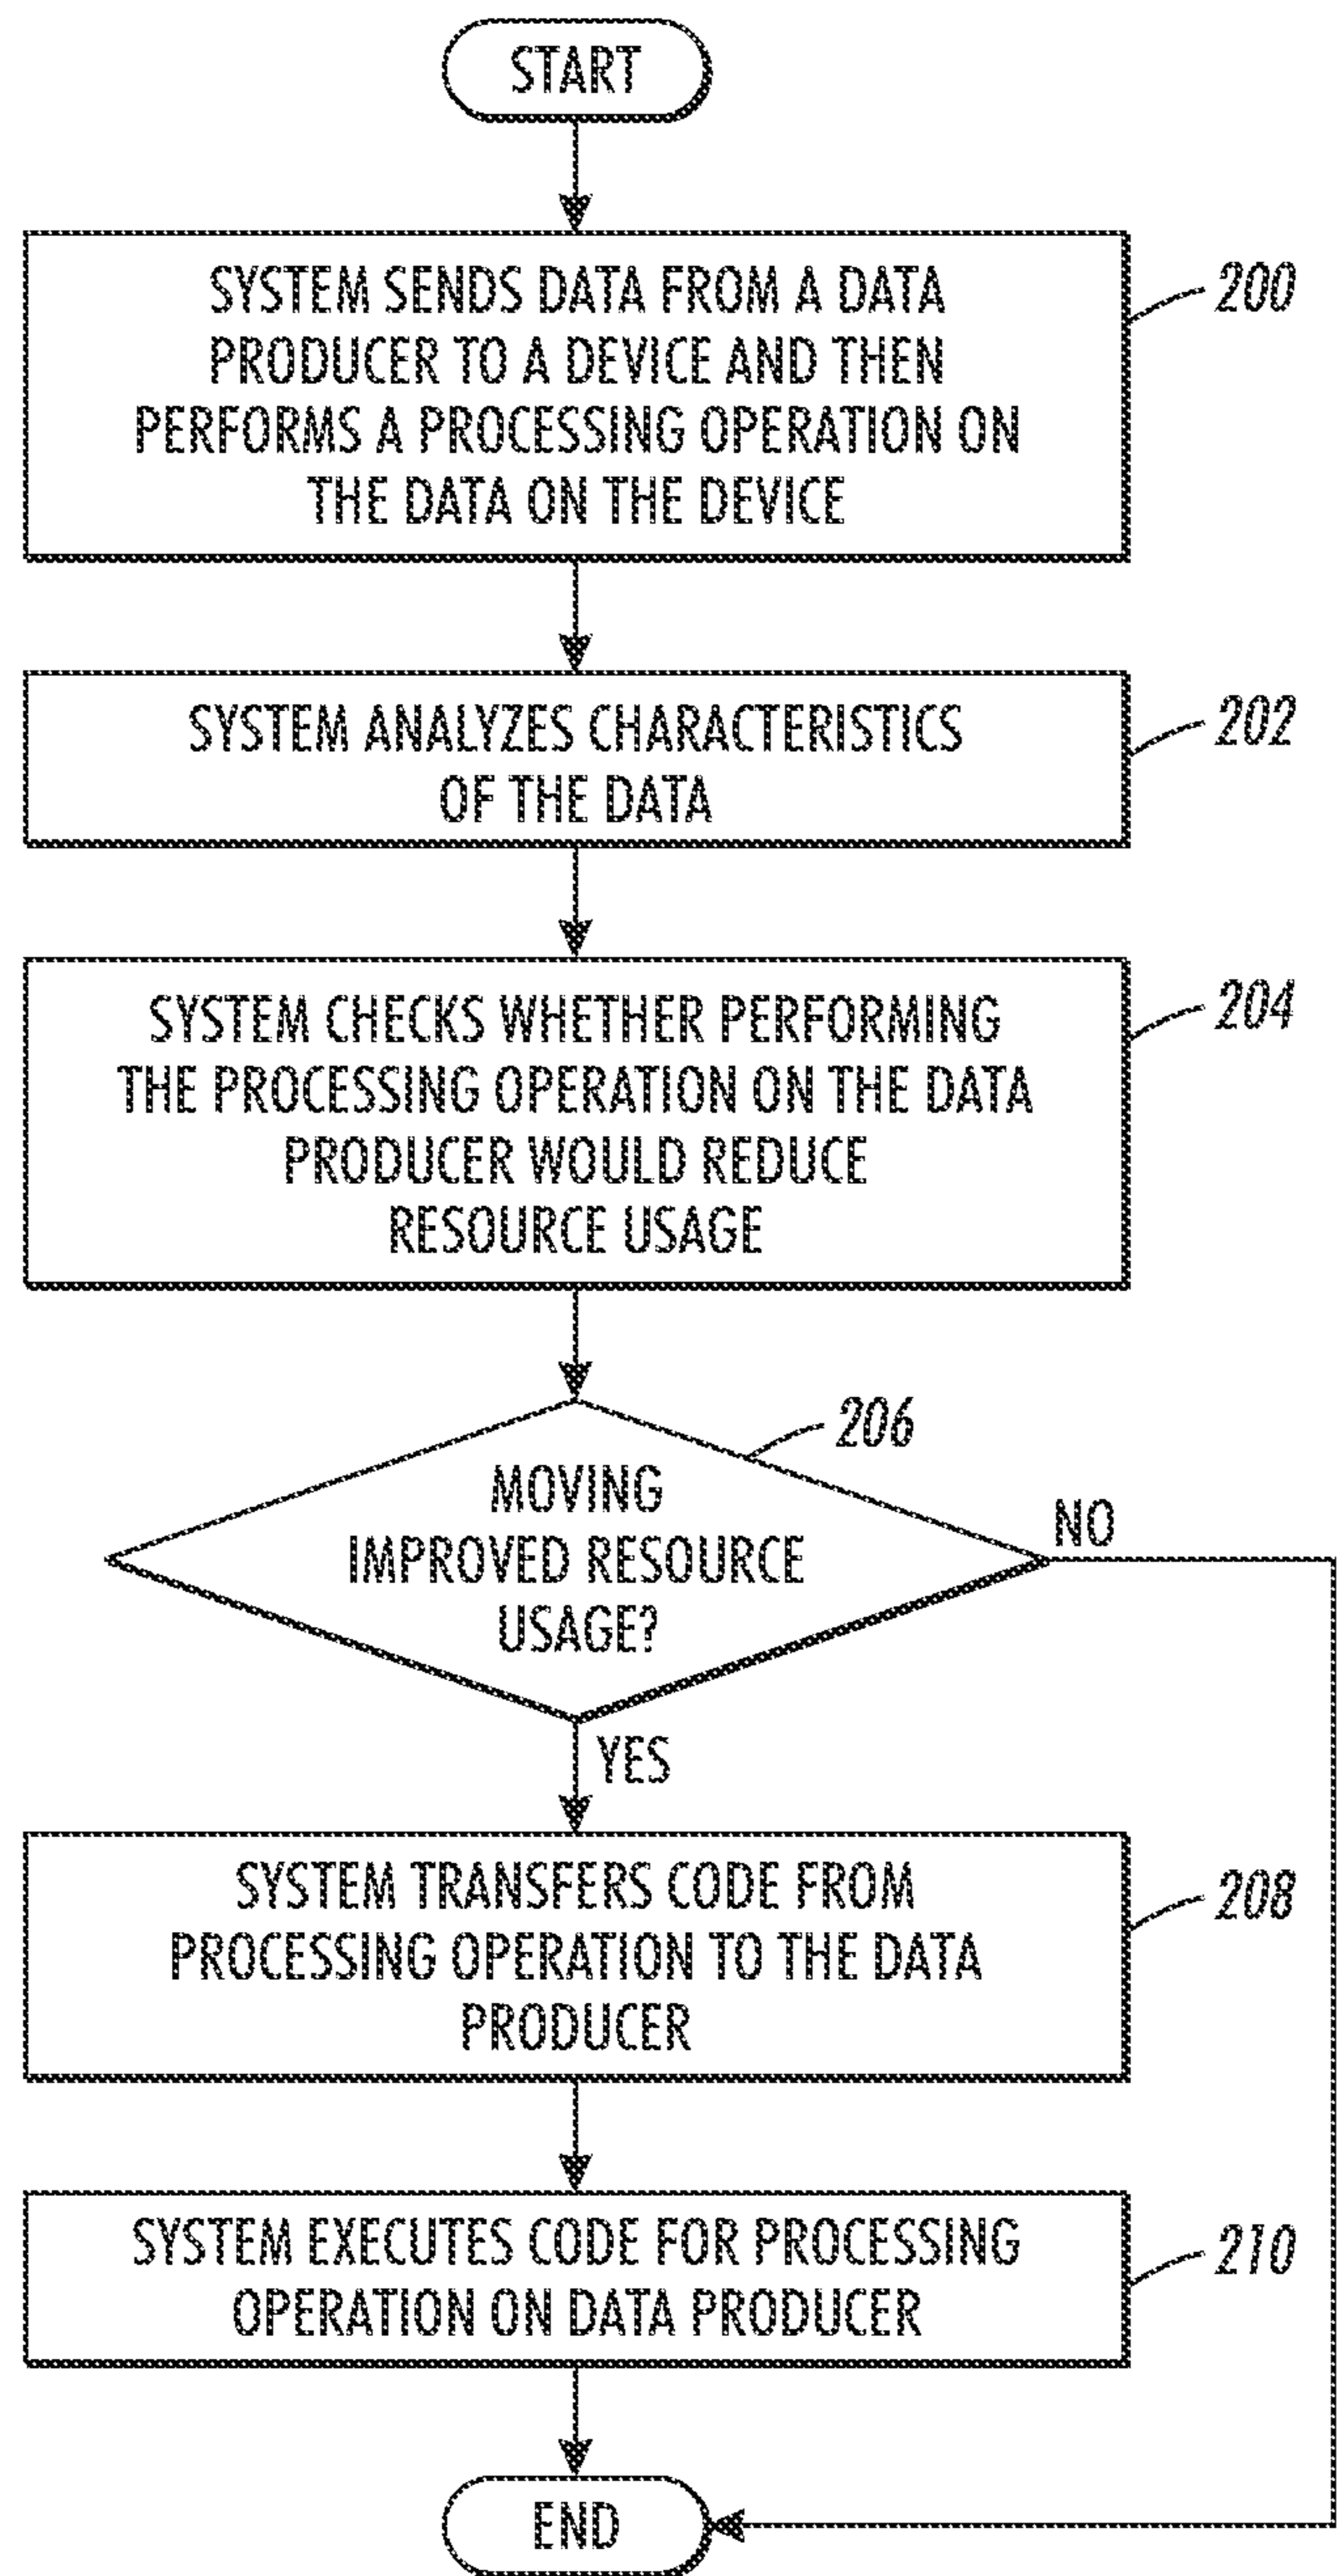 START
SYSTEM SENDS DATA FROM A DATA
PRODUCER TO A DEVICE AND THEN
PERFORMS A PROCESSING OPERATION ON
THE DATA ON THE DEVICE
200
SYSTEM ANALYZES CHARACTERISTICS
OF THE DATA
202
SYSTEM CHECKS WHETHER PERFORMING
THE PROCESSING OPERATION ON THE DATA
PRODUCER WOULD REDUCE
RESOURCE USAGE
204
206
MOVING
IMPROVED RESOURCE
USAGE?
NO
YES
SYSTEM TRANSFERS CODE FROM
PROCESSING OPERATION TO THE DATA
PRODUCER
208
SYSTEM EXECUTES CODE FOR PROCESSING
OPERATION ON DATA PRODUCER
210
END